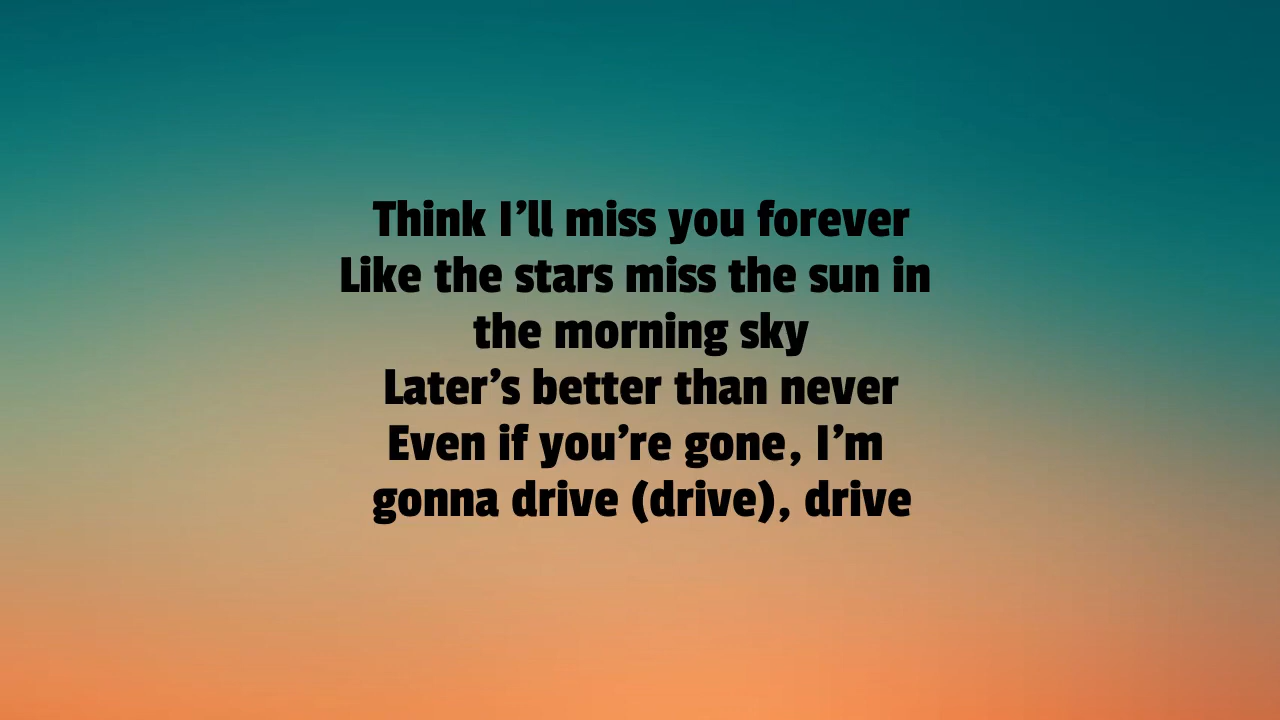 Think I’ll miss you forever
Like the stars miss the sun in
the morning sky
Later’s better than never
Even if you’re gone, I’m
gonna drive (drive), drive